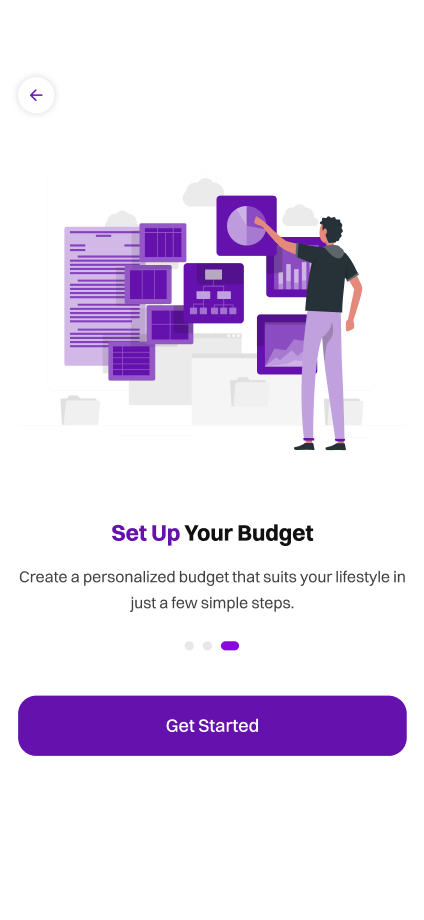 Set Up Your Budget
Create a personalized budget that suits your lifestyle in
just a few simple steps.
Get Started